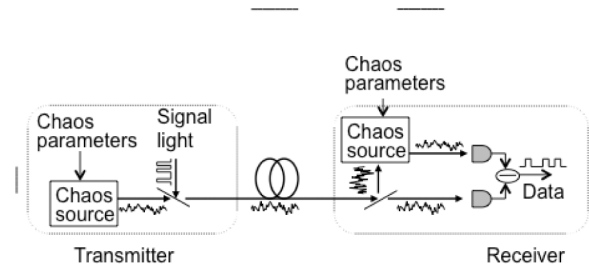 Chaos
parameters
Chaos
parameters
Signal
light
Chaos
source
Chaos
source
Data
Transmitter
Receiver